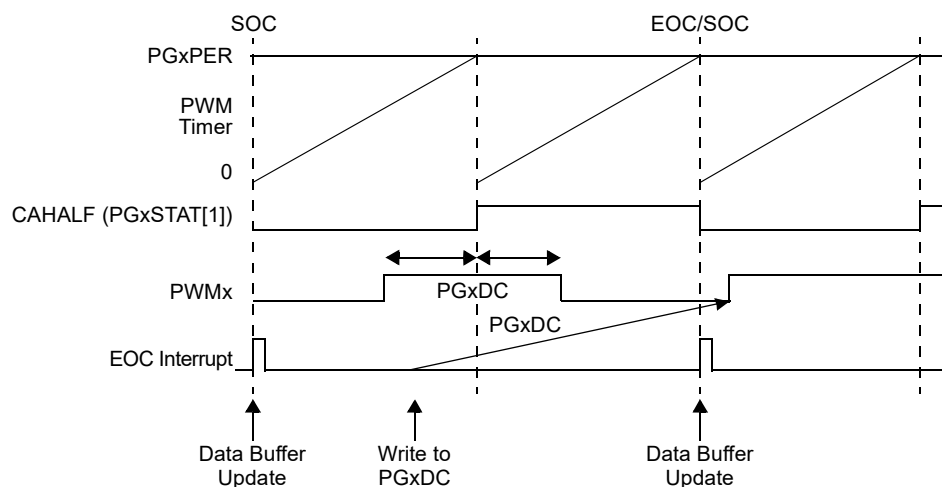 SOC
EOC/SOC
PGxPER
PWM
Timer
0
CAHALF (PGxSTAT[1])
PWMx
PGxDC
PGxDC
EOC Interrupt
Data Buffer
Update
Write to
PGxDC
Data Buffer
Update